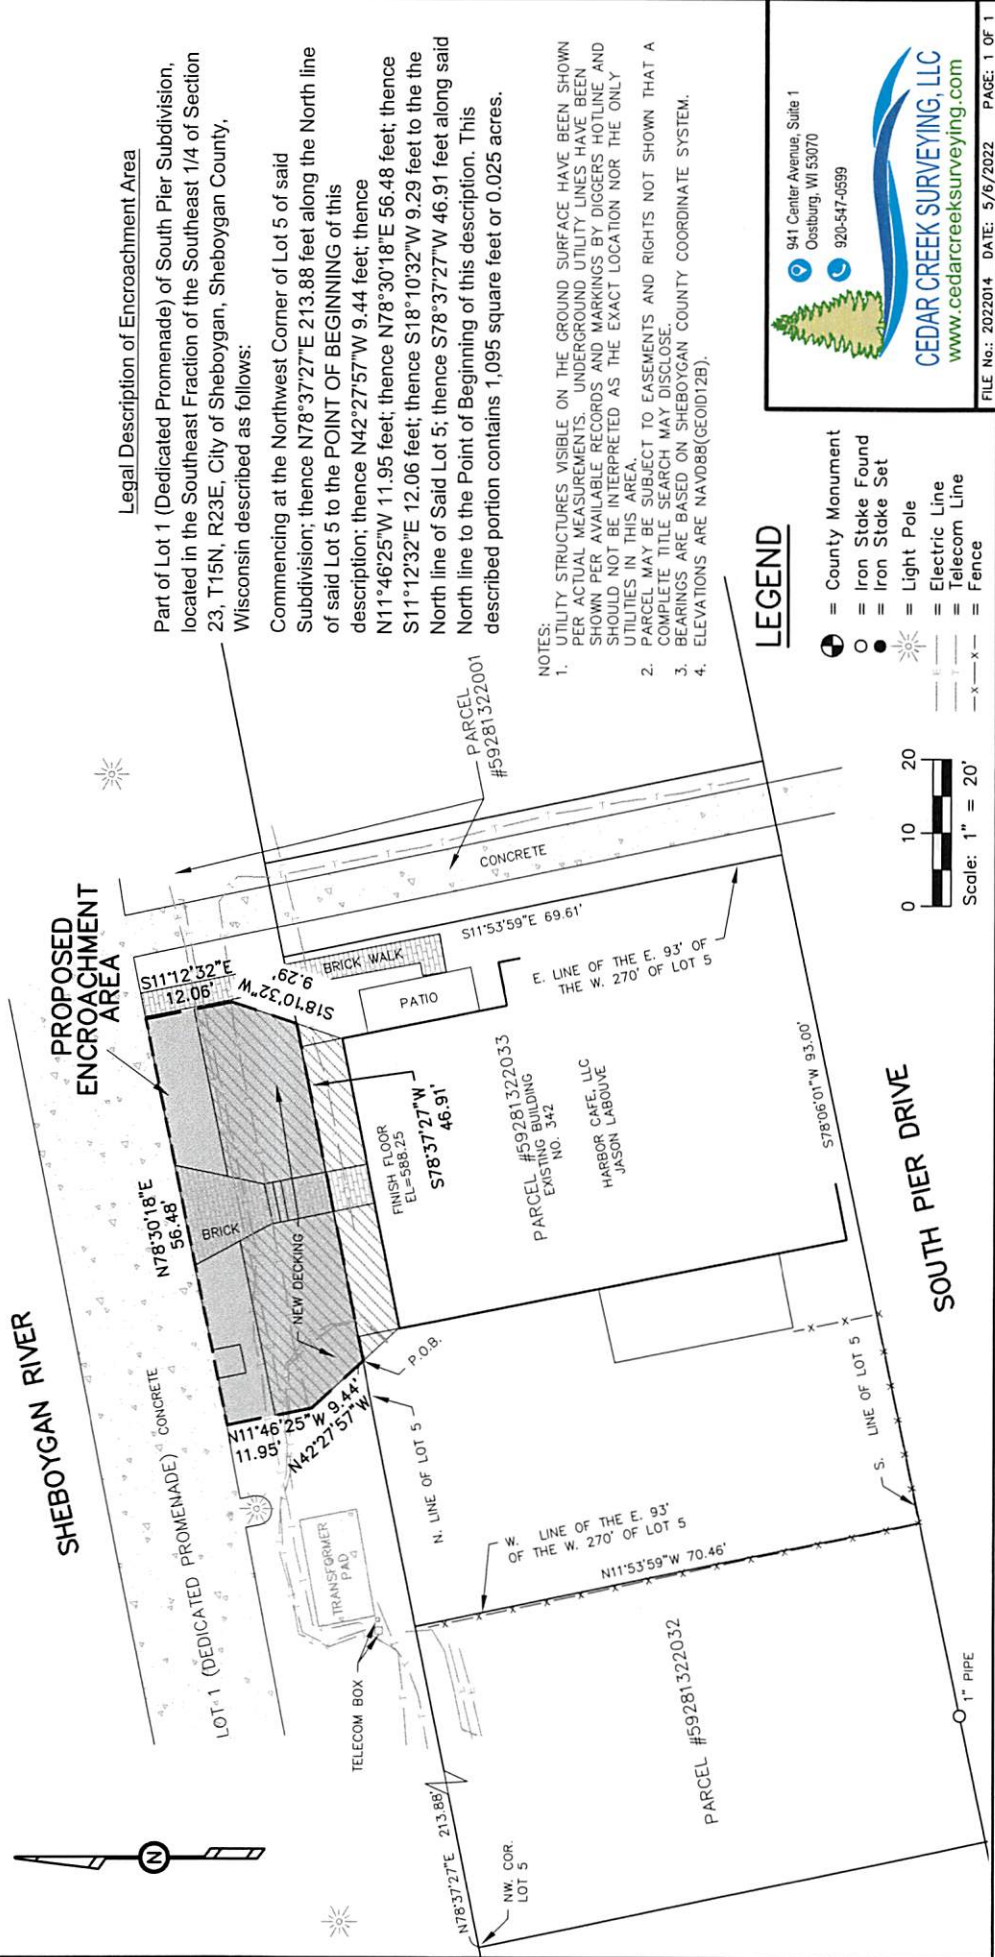 SHEBOYGAN RIVER
PROPOSED
ENCROACHMENT
AREA
N
N78°30'18"E
56.48'
S11°12'32"E
12.06'
S18°10'32"W
9.29'
LOT 1 (DEDICATED PROMENADE)
CONCRETE
BRICK
N11°46'25"W
11.95'
N42°27'57"W
9.44'
NEW DECKING
BRICK WALK
PATIO
CONCRETE
PARCEL
#59281322001
TRANSFORMER
PAD
TELECOM BOX
P.O.B.
N. LINE OF LOT 5
FINISH FLOOR
EL=588.25
S78°37'27"W
46.91'
S11°53'59"E 69.61'
E. LINE OF THE E. 93' OF
THE W. 270' OF LOT 5
PARCEL #59281322033
EXISTING BUILDING
NO. 342
HARBOR CAFE, LLC
JASON LABOUVE
N78°37'27"E 213.88'
NW. COR.
LOT 5
W. LINE OF THE E. 93'
OF THE W. 270' OF LOT 5
N11°53'59"W 70.46'
PARCEL #59281322032
S78°06'01"W 93.00'
S. LINE OF LOT 5
1" PIPE
SOUTH PIER DRIVE
Legal Description of Encroachment Area
Part of Lot 1 (Dedicated Promenade) of South Pier Subdivision,
located in the Southeast Fraction of the Southeast 1/4 of Section
23, T15N, R23E, City of Sheboygan, Sheboygan County,
Wisconsin described as follows:
Commencing at the Northwest Corner of Lot 5 of said
Subdivision; thence N78°37'27"E 213.88 feet along the North line
of said Lot 5 to the POINT OF BEGINNING of this
description; thence N42°27'57"W 9.44 feet; thence
N11°46'25"W 11.95 feet; thence N78°30'18"E 56.48 feet; thence
S11°12'32"E 12.06 feet; thence S18°10'32"W 9.29 feet to the the
North line of Said Lot 5; thence S78°37'27"W 46.91 feet along said
North line to the Point of Beginning of this description. This
described portion contains 1,095 square feet or 0.025 acres.
NOTES:
1. UTILITY STRUCTURES VISIBLE ON THE GROUND SURFACE HAVE BEEN SHOWN
PER ACTUAL MEASUREMENTS. UNDERGROUND UTILITY LINES HAVE BEEN
SHOWN PER AVAILABLE RECORDS AND MARKINGS BY DIGGERS HOTLINE AND
SHOULD NOT BE INTERPRETED AS THE EXACT LOCATION NOR THE ONLY
UTILITIES IN THIS AREA.
2. PARCEL MAY BE SUBJECT TO EASEMENTS AND RIGHTS NOT SHOWN THAT A
COMPLETE TITLE SEARCH MAY DISCLOSE.
3. BEARINGS ARE BASED ON SHEBOYGAN COUNTY COORDINATE SYSTEM.
4. ELEVATIONS ARE NAVD88(GEOID12B).
LEGEND
= County Monument
= Iron Stake Found
= Iron Stake Set
= Light Pole
E = Electric Line
T = Telecom Line
x x = Fence
0 10 20
Scale: 1" = 20'
941 Center Avenue, Suite 1
Oostburg, WI 53070
920-547-0599
CEDAR CREEK SURVEYING, LLC
www.cedarcreeksurveying.com
FILE No.: 2022014 DATE: 5/6/2022 PAGE: 1 OF 1